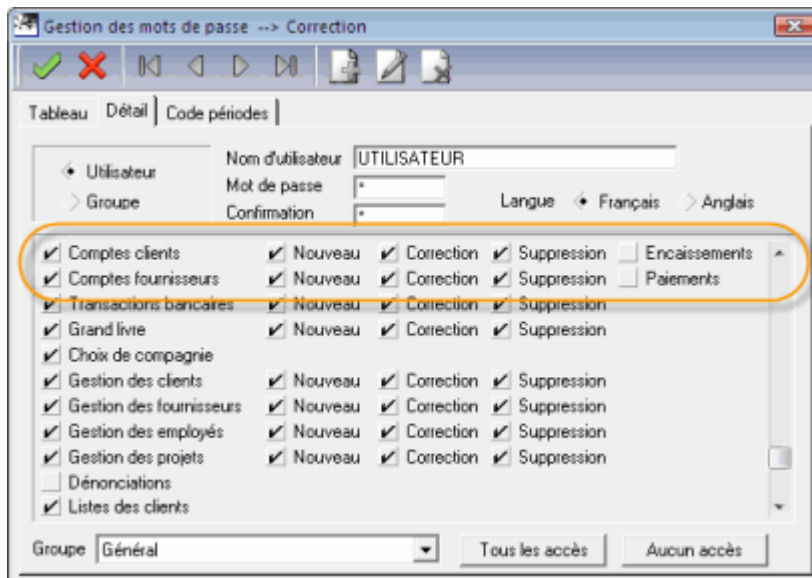 Gestion des mots de passe --> Correction
Tableau Détail Code périodes
Utilisateur
Groupe
Nom d'utilisateur UTILISATEUR
Mot de passe *
Confirmation *
Langue Français Anglais
Comptes clients Nouveau Correction Suppression Encaissements
Comptes fournisseurs Nouveau Correction Suppression Paiements
Transactions bancaires Nouveau Correction Suppression
Grand livre Nouveau Correction Suppression
Choix de compagnie
Gestion des clients Nouveau Correction Suppression
Gestion des fournisseurs Nouveau Correction Suppression
Gestion des employés Nouveau Correction Suppression
Gestion des projets Nouveau Correction Suppression
Dénonciations
Listes des clients
Groupe Général Tous les accès Aucun accès